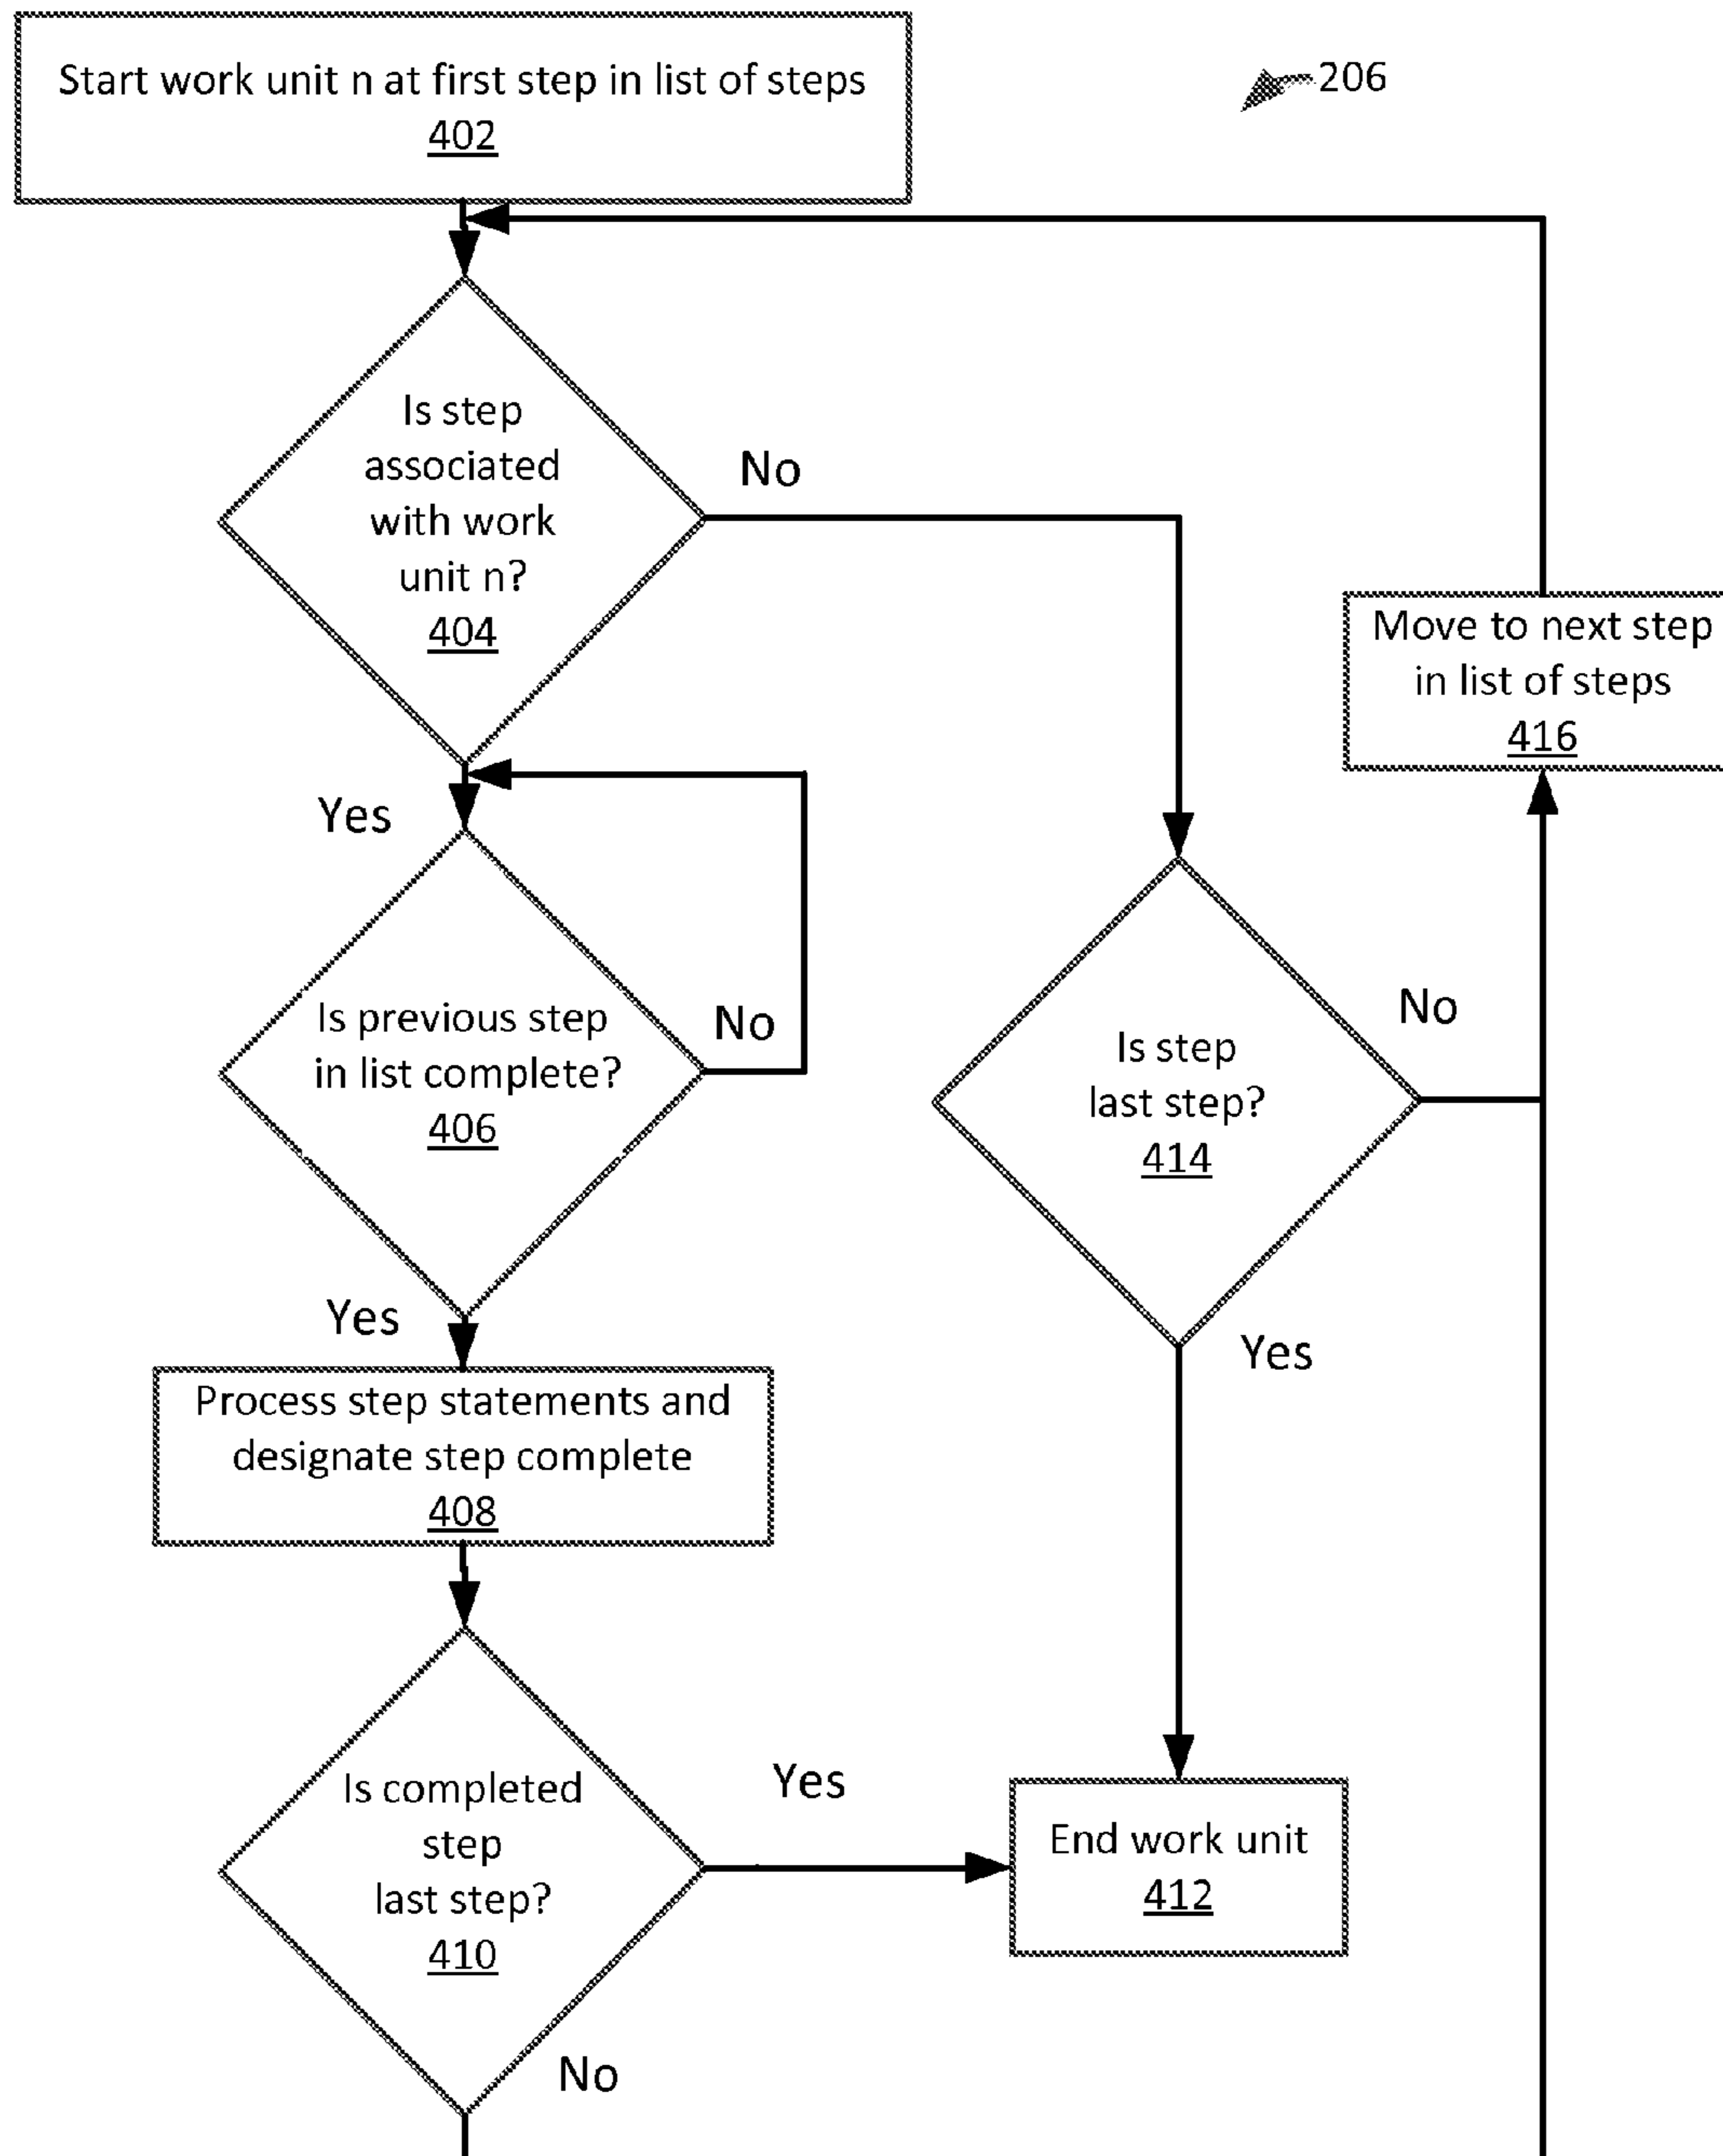 Start work unit n at first step in list of steps
402
206
Is step
associated
with work
unit n?
404
No
Move to next step
in list of steps
416
Yes
Is previous step
in list complete?
406
No
Is step
last step?
414
No
Yes
Yes
Process step statements and
designate step complete
408
Is completed
step
last step?
410
Yes
End work unit
412
No